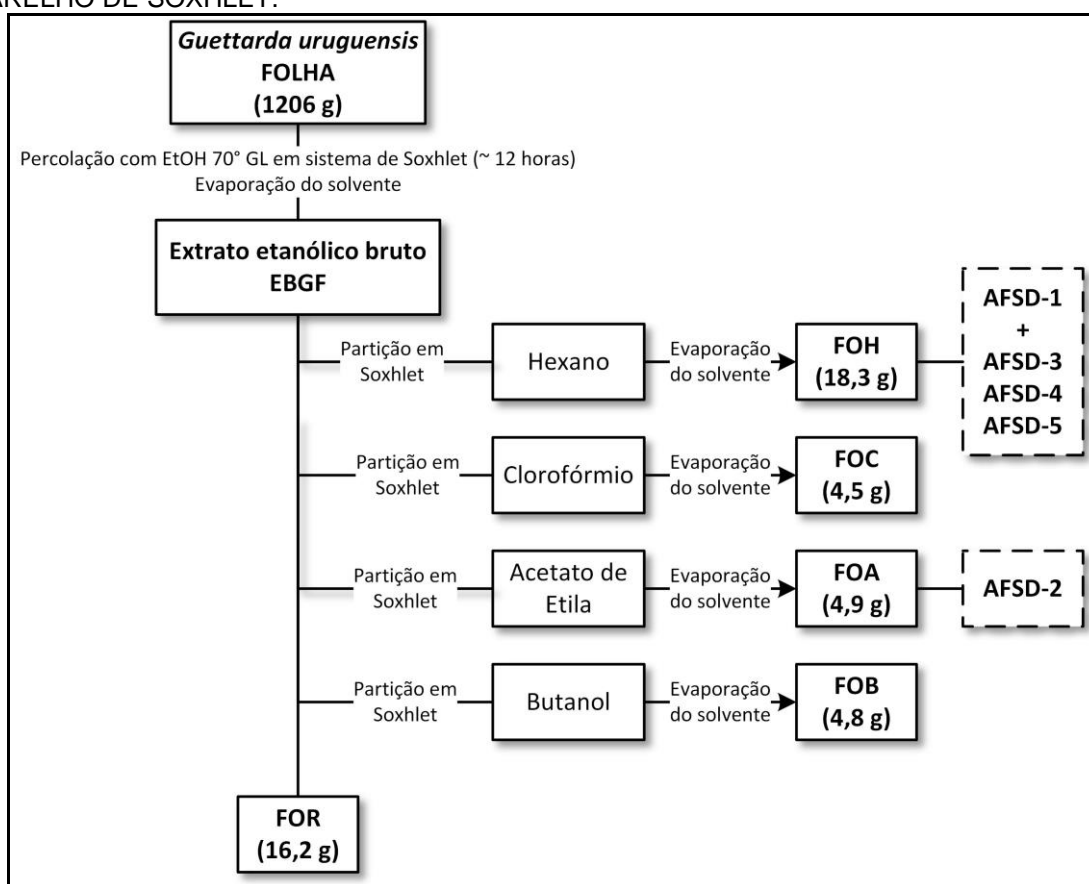 Guettarda uruguensis
FOLHA
(1206 g)
Percolação com EtOH 70° GL em sistema de Soxhlet (~ 12 horas)
Evaporação do solvente
Extrato etanólico bruto
EBGF
Partição em
Soxhlet
Hexano
Evaporação
do solvente
FOH
(18,3 g)
AFSD-1
+
AFSD-3
AFSD-4
AFSD-5
Partição em
Soxhlet
Clorofórmio
Evaporação
do solvente
FOC
(4,5 g)
Partição em
Soxhlet
Acetato de
Etila
Evaporação
do solvente
FOA
(4,9 g)
AFSD-2
Partição em
Soxhlet
Butanol
Evaporação
do solvente
FOB
(4,8 g)
FOR
(16,2 g)